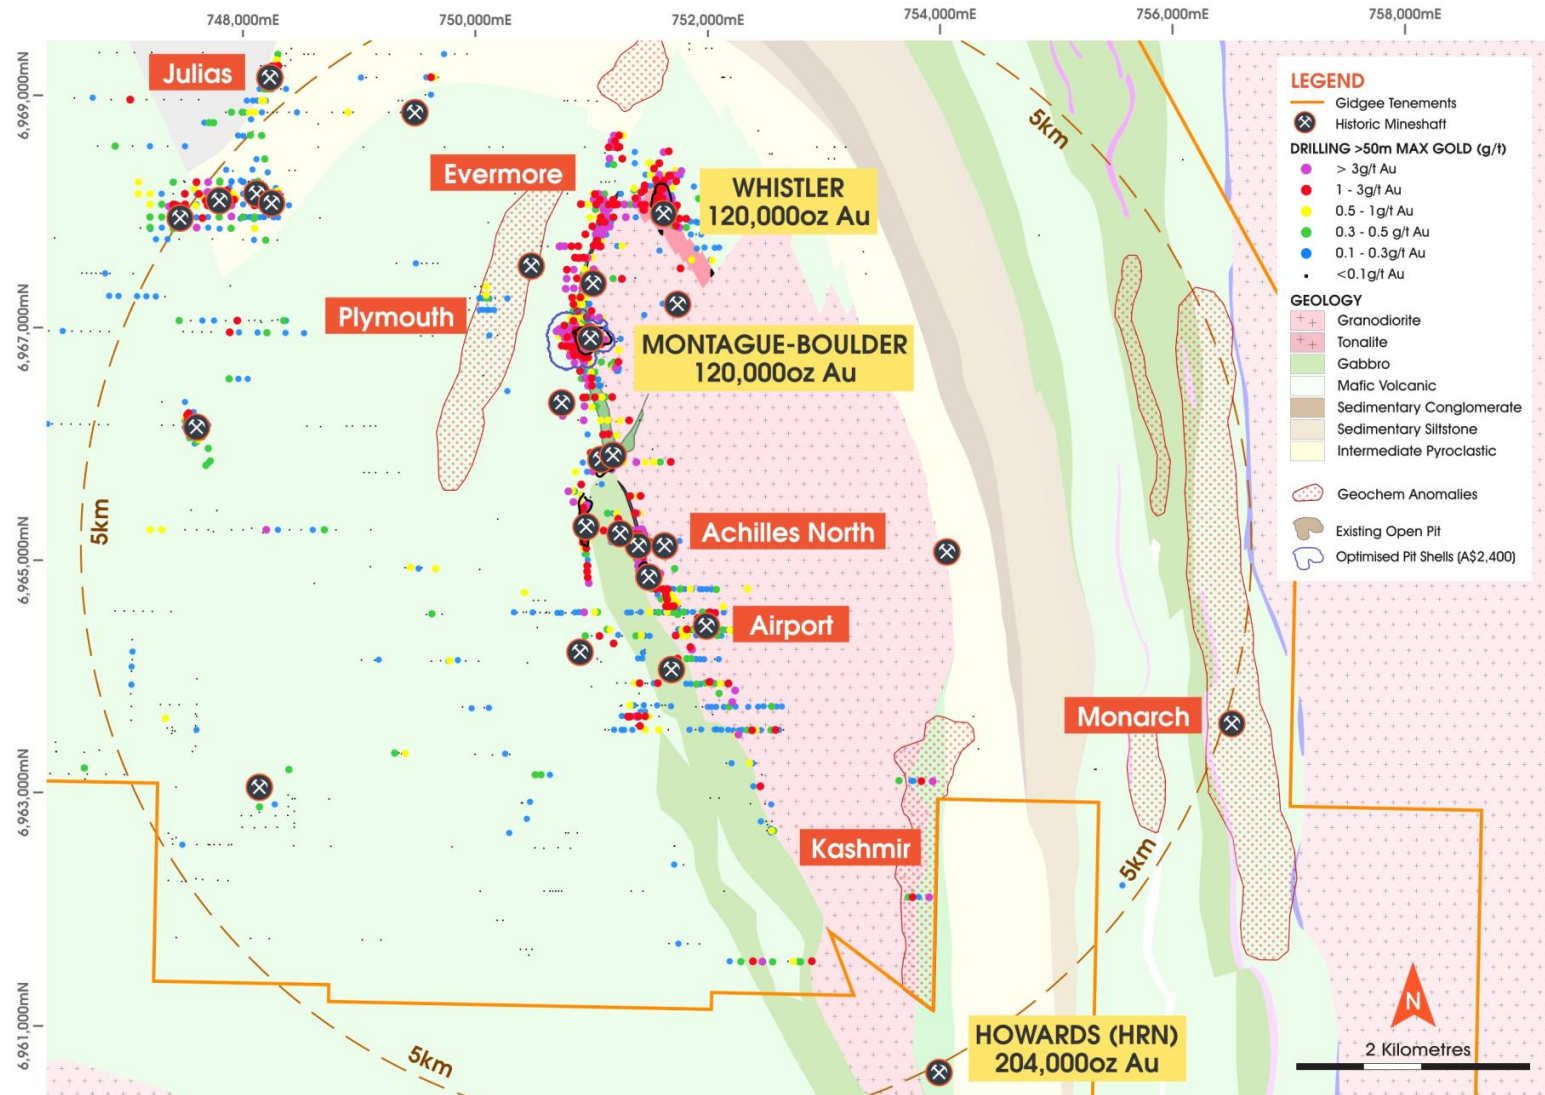 748,000mE
750,000mE
752,000mE
754,000mE
756,000mE
758,000mE
6,969,000mN
6,967,000mN
6,965,000mN
6,963,000mN
6,961,000mN
Julias
Evermore
WHISTLER
120,000oz Au
Plymouth
MONTAGUE-BOULDER
120,000oz Au
5km
5km
Achilles North
Airport
Monarch
Kashmir
5km
5km
HOWARDS (HRN)
204,000oz Au
LEGEND
Gidgee Tenements
Historic Mineshaft
DRILLING >50m MAX GOLD (g/t)
> 3g/t Au
1 - 3g/t Au
0.5 - 1g/t Au
0.3 - 0.5 g/t Au
0.1 - 0.3g/t Au
<0.1g/t Au
GEOLOGY
Granodiorite
Tonalite
Gabbro
Mafic Volcanic
Sedimentary Conglomerate
Sedimentary Siltstone
Intermediate Pyroclastic
Geochem Anomalies
Existing Open Pit
Optimised Pit Shells (A$2,400)
N
2 Kilometres